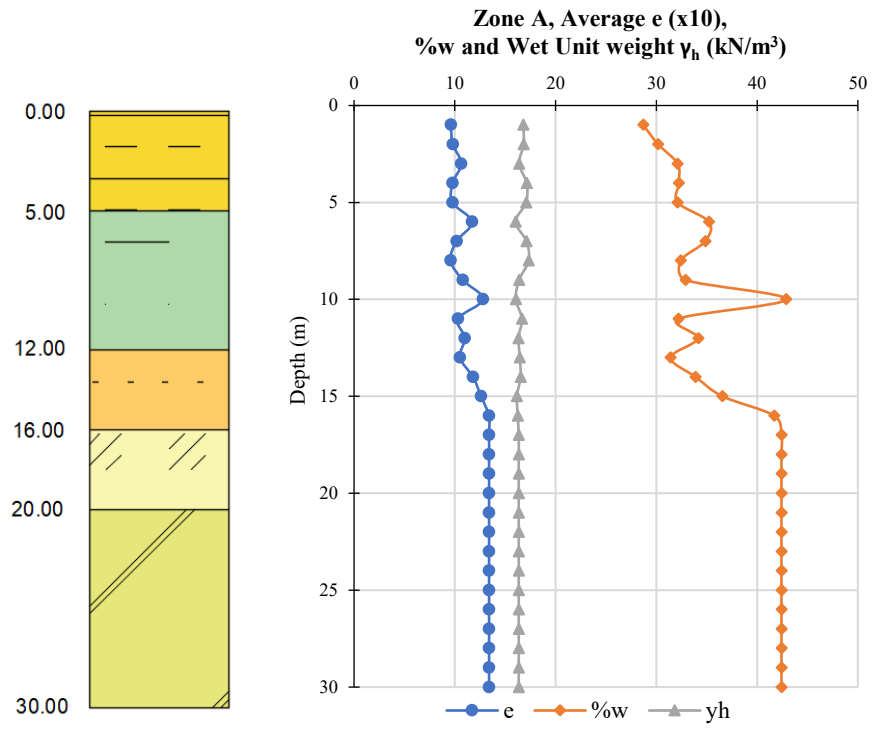 Zone A, Average e (x10),
%w and Wet Unit weight γₕ (kN/m³)
0 10 20 30 40 50
0.00
5.00
12.00
16.00
20.00
30.00
Depth (m)
0
5
10
15
20
25
30
e %w yh